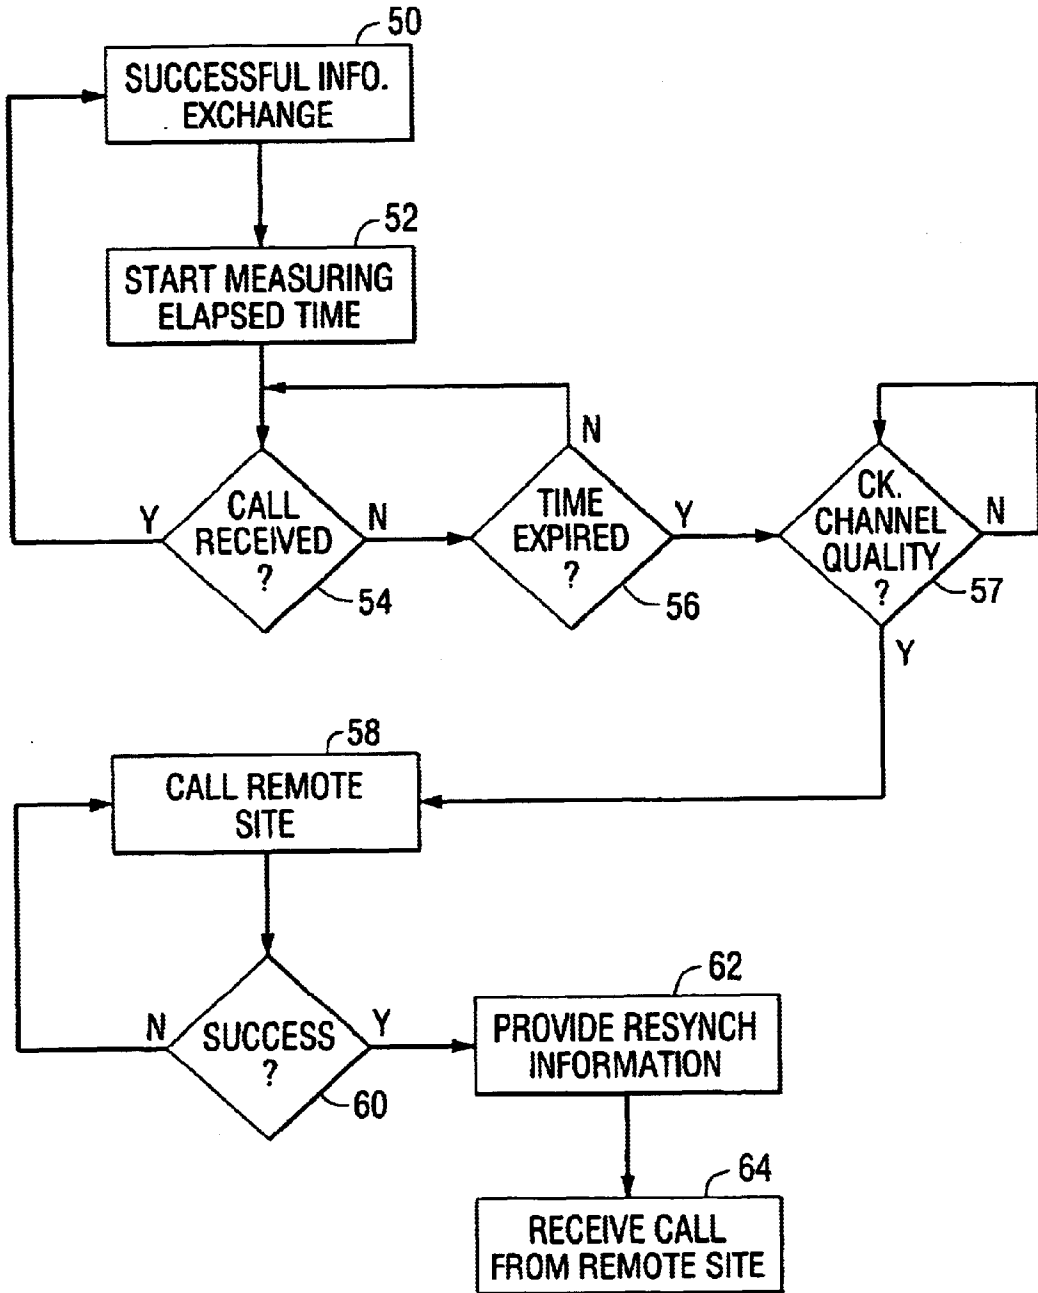 50
SUCCESSFUL INFO.
EXCHANGE
52
START MEASURING
ELAPSED TIME
Y
CALL
RECEIVED
?
54
N
N
TIME
EXPIRED
?
56
Y
CK.
CHANNEL
QUALITY
?
57
N
Y
58
CALL REMOTE
SITE
N
SUCCESS
?
60
Y
62
PROVIDE RESYNCH
INFORMATION
64
RECEIVE CALL
FROM REMOTE SITE